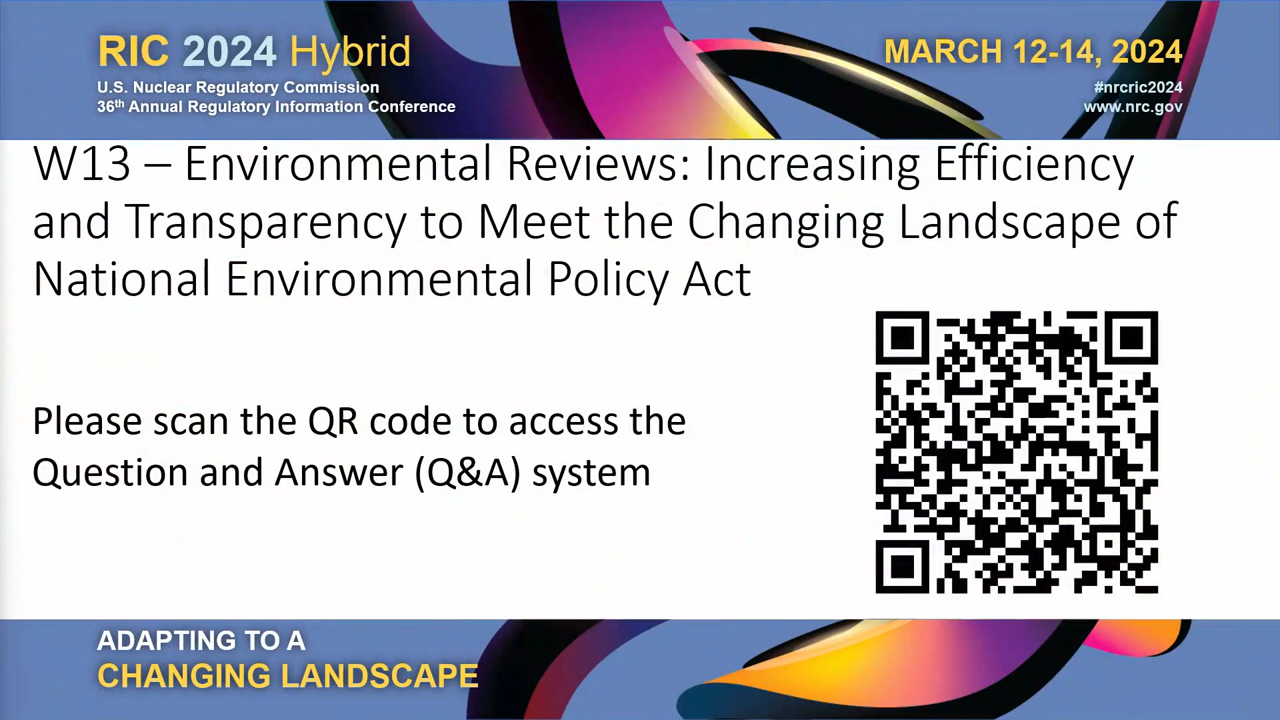 RIC 2024 Hybrid
U.S. Nuclear Regulatory Commission
36th Annual Regulatory Information Conference
MARCH 12-14, 2024
#nrcric2024
www.nrc.gov
W13 – Environmental Reviews: Increasing Efficiency
and Transparency to Meet the Changing Landscape of
National Environmental Policy Act
Please scan the QR code to access the
Question and Answer (Q&A) system
ADAPTING TO A
CHANGING LANDSCAPE